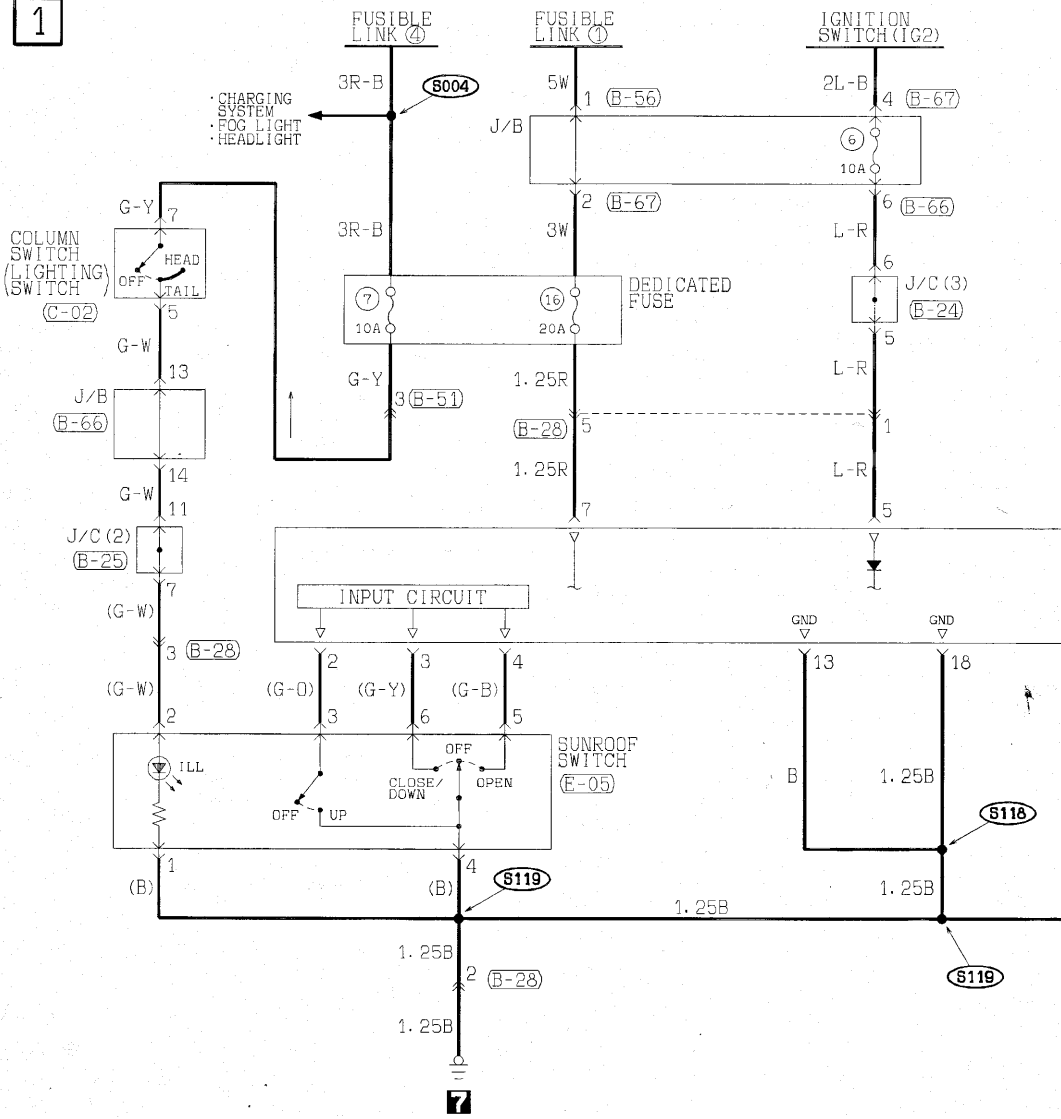 1
FUSIBLE
LINK ④
FUSIBLE
LINK ①
IGNITION
SWITCH (IG2)
3R-B
S004
5W
1
B-56
2L-B
4
B-67
· CHARGING
SYSTEM
· FOG LIGHT
· HEADLIGHT
J/B
6
10A
G-Y
7
2
B-67
6
B-66
COLUMN
SWITCH
(LIGHTING
SWITCH)
C-02
OFF
HEAD
TAIL
3R-B
3W
L-R
6
J/C (3)
B-24
5
7
10A
16
20A
DEDICATED
FUSE
5
G-W
13
G-Y
3
B-51
1.25R
L-R
J/B
B-66
B-28
5
1
14
G-W
11
1.25R
L-R
7
5
J/C (2)
B-25
7
(G-W)
INPUT CIRCUIT
GND
GND
3
B-28
2
3
4
13
18
(G-W)
(G-O)
(G-Y)
(G-B)
2
3
6
5
SUNROOF
SWITCH
E-05
ILL
OFF
CLOSE/
DOWN
OPEN
OFF
UP
B
1.25B
S118
1
(B)
4
(B)
S119
1.25B
1.25B
1.25B
2
B-28
S119
1.25B
7